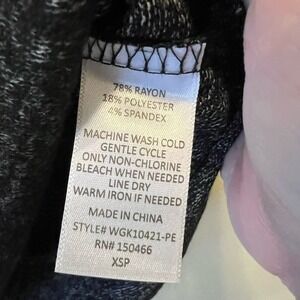 78% RAYON
18% POLYESTER
4% SPANDEX
MACHINE WASH COLD
GENTLE CYCLE
ONLY NON-CHLORINE
BLEACH WHEN NEEDED
LINE DRY
WARM IRON IF NEEDED
MADE IN CHINA
STYLE# WGK10421-PE
RN# 150466
XSP